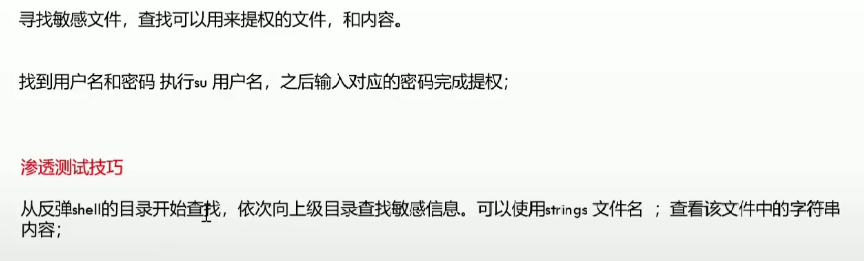 寻找敏感文件，查找可以用来提权的文件，和内容。
找到用户名和密码 执行su 用户名，之后输入对应的密码完成提权；
渗透测试技巧
从反弹shell的目录开始查找，依次向上级目录查找敏感信息。可以使用strings 文件名 ；查看该文件中的字符串
内容；